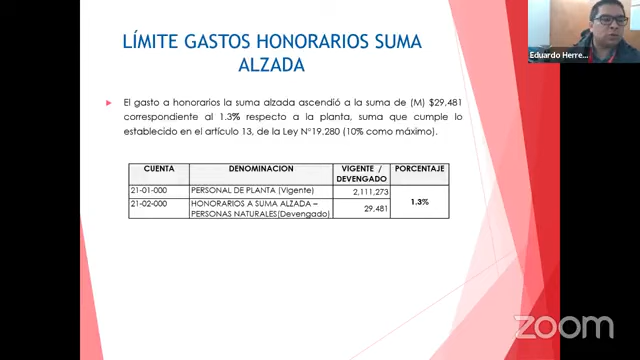 LÍMITE GASTOS HONORARIOS SUMA
ALZADA
El gasto a honorarios la suma alzada ascendió a la suma de (M) $29,481
correspondiente al 1.3% respecto a la planta, suma que cumple lo
establecido en el artículo 13, de la Ley N°19.280 (10% como máximo).
CUENTA DENOMINACION VIGENTE / DEVENGADO PORCENTAJE
21-01-000 PERSONAL DE PLANTA (Vigente) 2,111,273
21-02-000 HONORARIOS A SUMA ALZADA –
PERSONAS NATURALES(Devengado) 29,481
1.3%
Eduardo Herre...
zoom